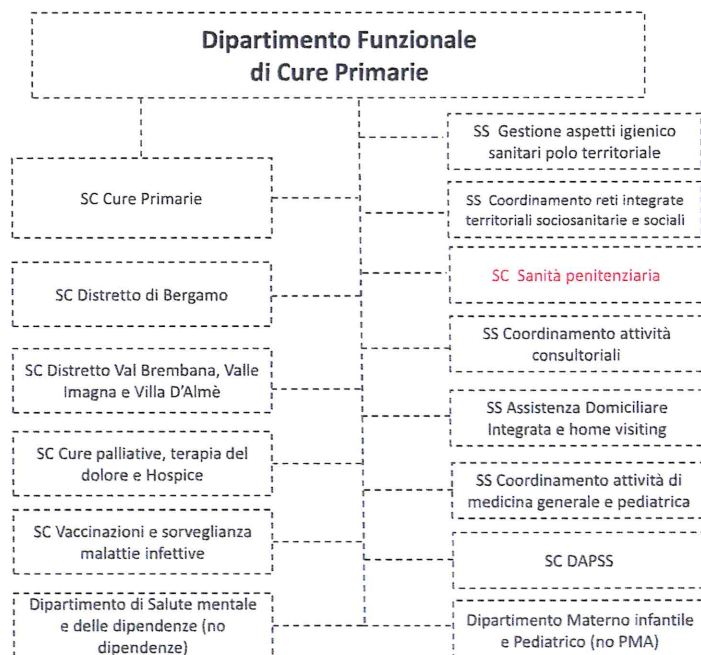 Dipartimento Funzionale
di Cure Primarie
SC Cure Primarie
SC Distretto di Bergamo
SC Distretto Val Brembana, Valle
Imagna e Villa D'Almè
SC Cure palliative, terapia del
dolore e Hospice
SC Vaccinazioni e sorveglianza
malattie infettive
Dipartimento di Salute mentale
e delle dipendenze (no
dipendenze)
SS Gestione aspetti igienico
sanitari polo territoriale
SS Coordinamento reti integrate
territoriali sociosanitarie e sociali
SC Sanità penitenziaria
SS Coordinamento attività
consultoriali
SS Assistenza Domiciliare
Integrata e home visiting
SS Coordinamento attività di
medicina generale e pediatrica
SC DAPSS
Dipartimento Materno infantile
e Pediatrico (no PMA)